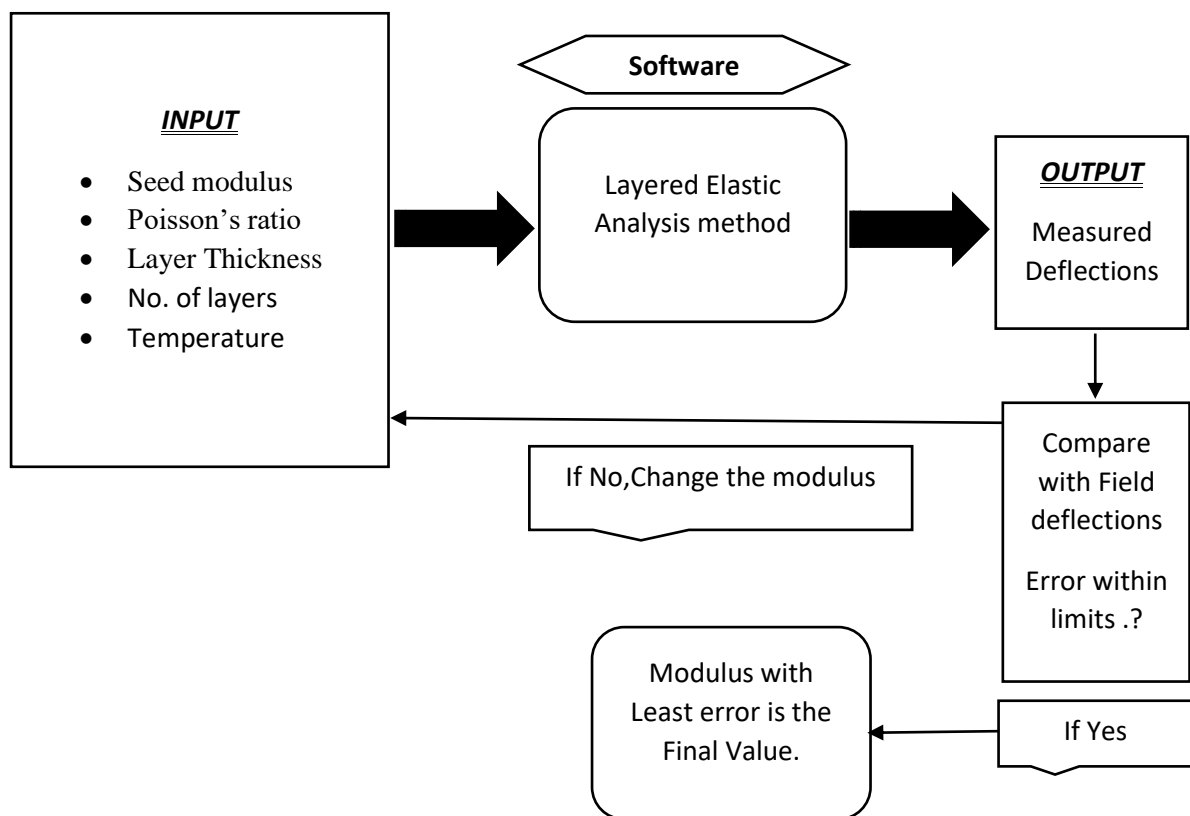 INPUT
• Seed modulus
• Poisson’s ratio
• Layer Thickness
• No. of layers
• Temperature
Software
Layered Elastic
Analysis method
OUTPUT
Measured
Deflections
Compare
with Field
deflections
Error within
limits .?
If No,Change the modulus
If Yes
Modulus with
Least error is the
Final Value.